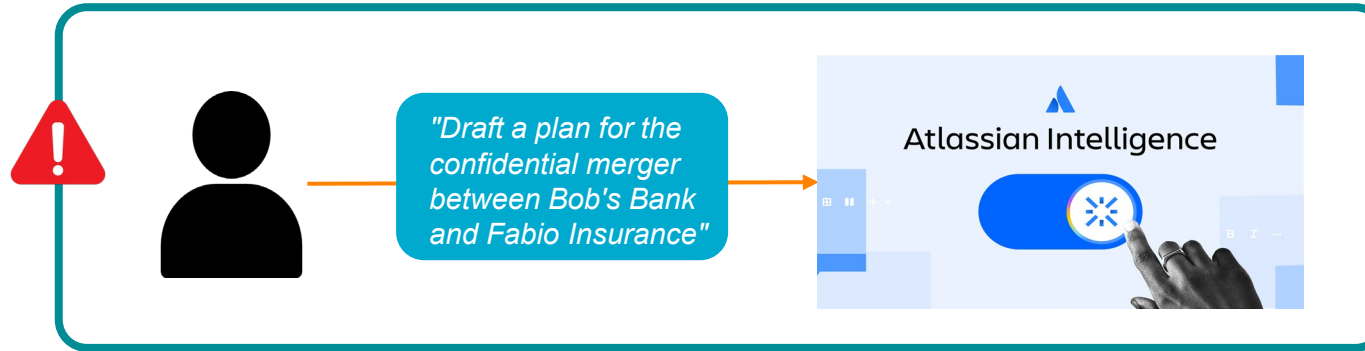 "Draft a plan for the
confidential merger
between Bob's Bank
and Fabio Insurance"
Atlassian Intelligence
B I ...